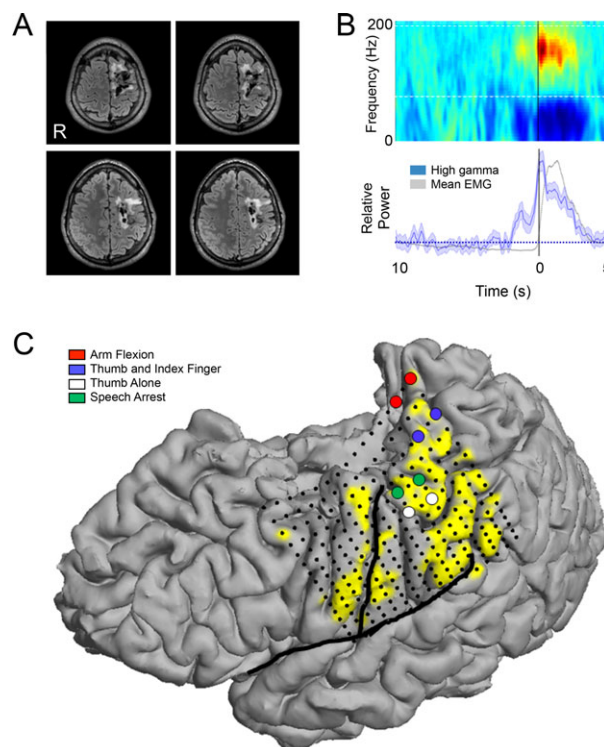 A
R
B
200
Frequency (Hz)
0
High gamma
Mean EMG
Relative
Power
10
0
5
Time (s)
C
Arm Flexion
Thumb and Index Finger
Thumb Alone
Speech Arrest